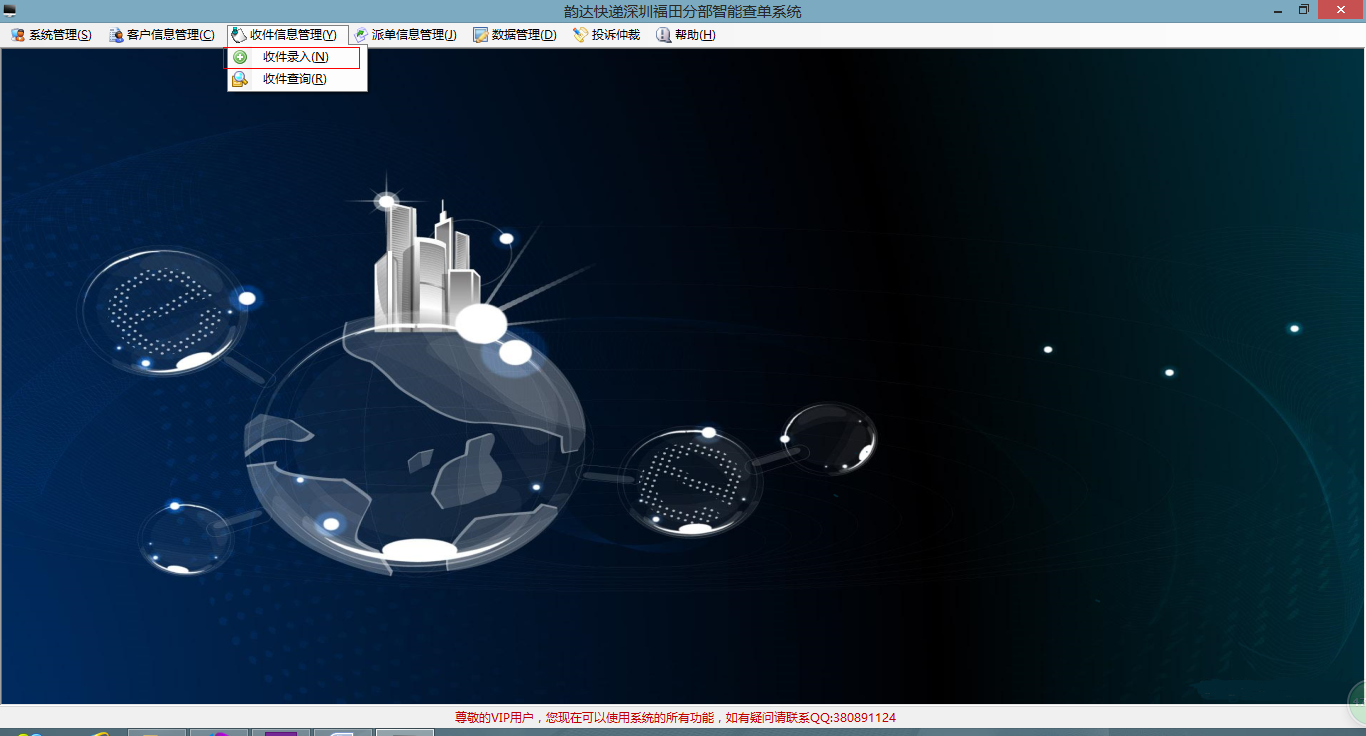 韵达快递深圳福田分部智能查单系统
系统管理(S) 客户信息管理(C) 收件信息管理(Y) 派单信息管理(J) 数据管理(D) 投诉仲裁 帮助(H)
收件录入(N)
收件查询(R)
尊敬的VIP用户，您现在可以使用系统的所有功能，如有疑问请联系QQ:380891124